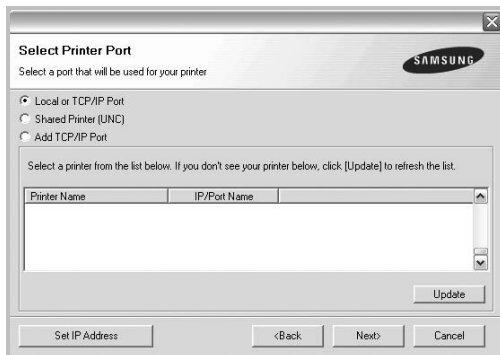 Select Printer Port
Select a port that will be used for your printer
SAMSUNG
Local or TCP/IP Port
Shared Printer (UNC)
Add TCP/IP Port
Select a printer from the list below. If you don't see your printer below, click [Update] to refresh the list.
Printer Name IP/Port Name
Update
Set IP Address <Back Next> Cancel